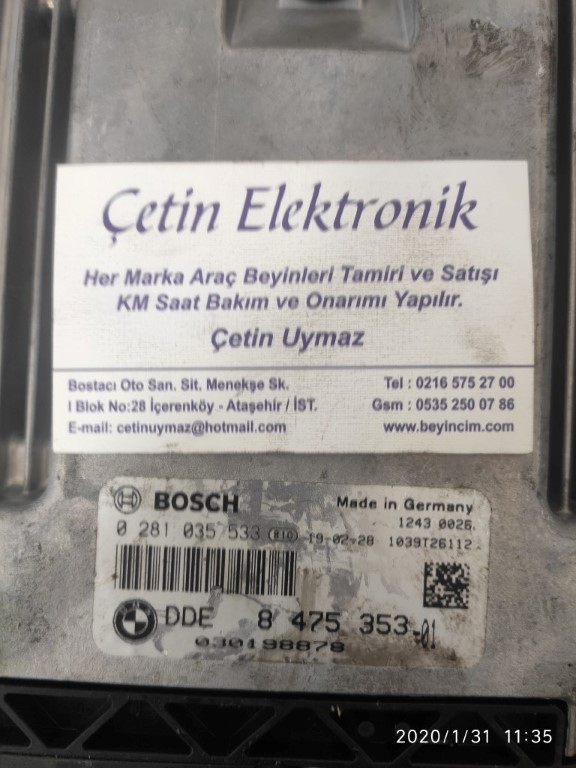 Çetin Elektronik
Her Marka Araç Beyinleri Tamiri ve Satışı
KM Saat Bakım ve Onarımı Yapılır.
Çetin Uymaz
Bostacı Oto San. Sit. Menekşe Sk.
I Blok No:28 İçerenköy - Ataşehir / İST.
E-mail: cetinuymaz@hotmail.com
Tel : 0216 575 27 00
Gsm : 0535 250 07 86
www.beyincim.com
BOSCH
Made in Germany
1243 0026
0 281 035 533 B10 19-02-28 1039T26112
BMW
DDE 8 475 353-01
030198878
2020/1/31 11:35